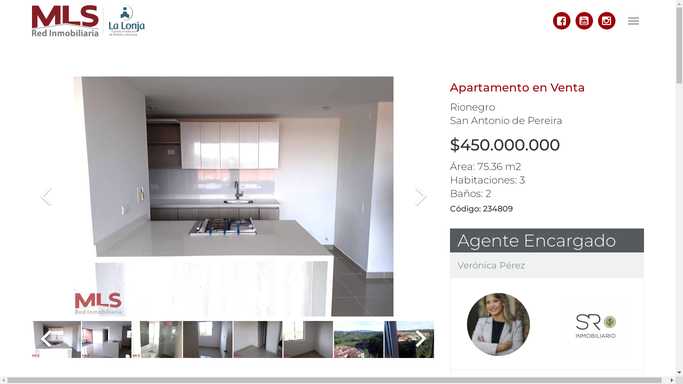 MLS
Red Inmobiliaria
La Lonja
Apartamento en Venta
Rionegro
San Antonio de Pereira
$450.000.000
Área: 75,36 m2
Habitaciones: 3
Baños: 2
Código: 234809
Agente Encargado
Verónica Pérez
MLS
Red Inmobiliaria
SR
INMOBILIARIO